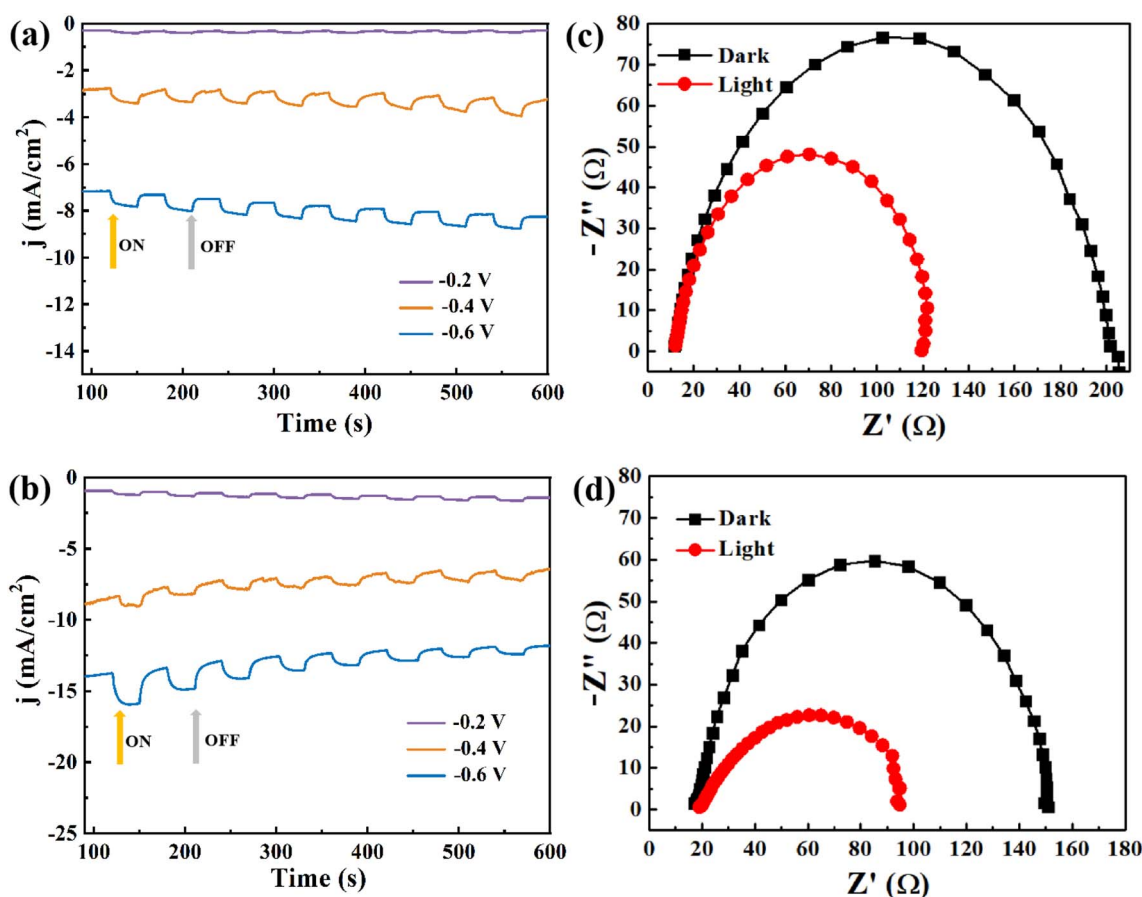 (a)
0
-2
-4
-6
-8
-10
-12
-14
j (mA/cm²)
ON
OFF
-0.2 V
-0.4 V
-0.6 V
100 200 300 400 500 600
Time (s)
(c)
80
70
60
50
40
30
20
10
0
-Z" (Ω)
Dark
Light
0 20 40 60 80 100 120 140 160 180 200
Z' (Ω)
(b)
0
-5
-10
-15
-20
-25
j (mA/cm²)
ON
OFF
-0.2 V
-0.4 V
-0.6 V
100 200 300 400 500 600
Time (s)
(d)
80
70
60
50
40
30
20
10
0
-Z" (Ω)
Dark
Light
0 20 40 60 80 100 120 140 160 180
Z' (Ω)